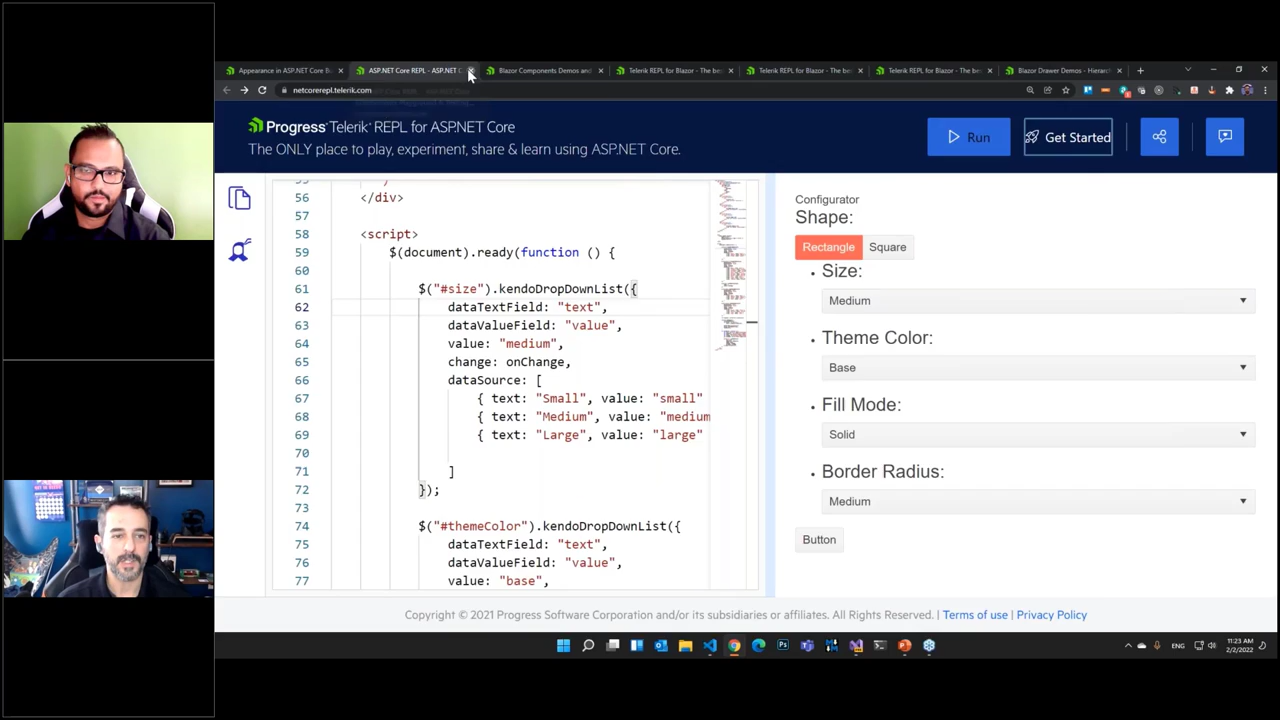 Appearance in ASP.NET Core B
ASP.NET Core REPL - ASP.NET C
Blazor Components Demos and
Telerik REPL for Blazor - The be
Telerik REPL for Blazor - The be
Telerik REPL for Blazor - The be
Blazor Drawer Demos - Hierarc
netcorerepl.telerik.com
Progress Telerik REPL for ASP.NET Core
The ONLY place to play, experiment, share & learn using ASP.NET Core.
Run
Get Started
56 </div>
57
58 <script>
59 $(document).ready(function () {
60
61 $("#size").kendoDropDownList({
62 dataTextField: "text",
63 dataValueField: "value",
64 value: "medium",
65 change: onChange,
66 dataSource: [
67 { text: "Small", value: "small"
68 { text: "Medium", value: "medium
69 { text: "Large", value: "large"
70
71 ]
72 });
73
74 $("#themeColor").kendoDropDownList({
75 dataTextField: "text",
76 dataValueField: "value",
77 value: "base",
Configurator
Shape:
Rectangle Square
Size:
Medium
Theme Color:
Base
Fill Mode:
Solid
Border Radius:
Medium
Button
Copyright © 2021 Progress Software Corporation and/or its subsidiaries or affiliates. All Rights Reserved. | Terms of use | Privacy Policy
Ps
ENG
11:23 AM
2/2/2022